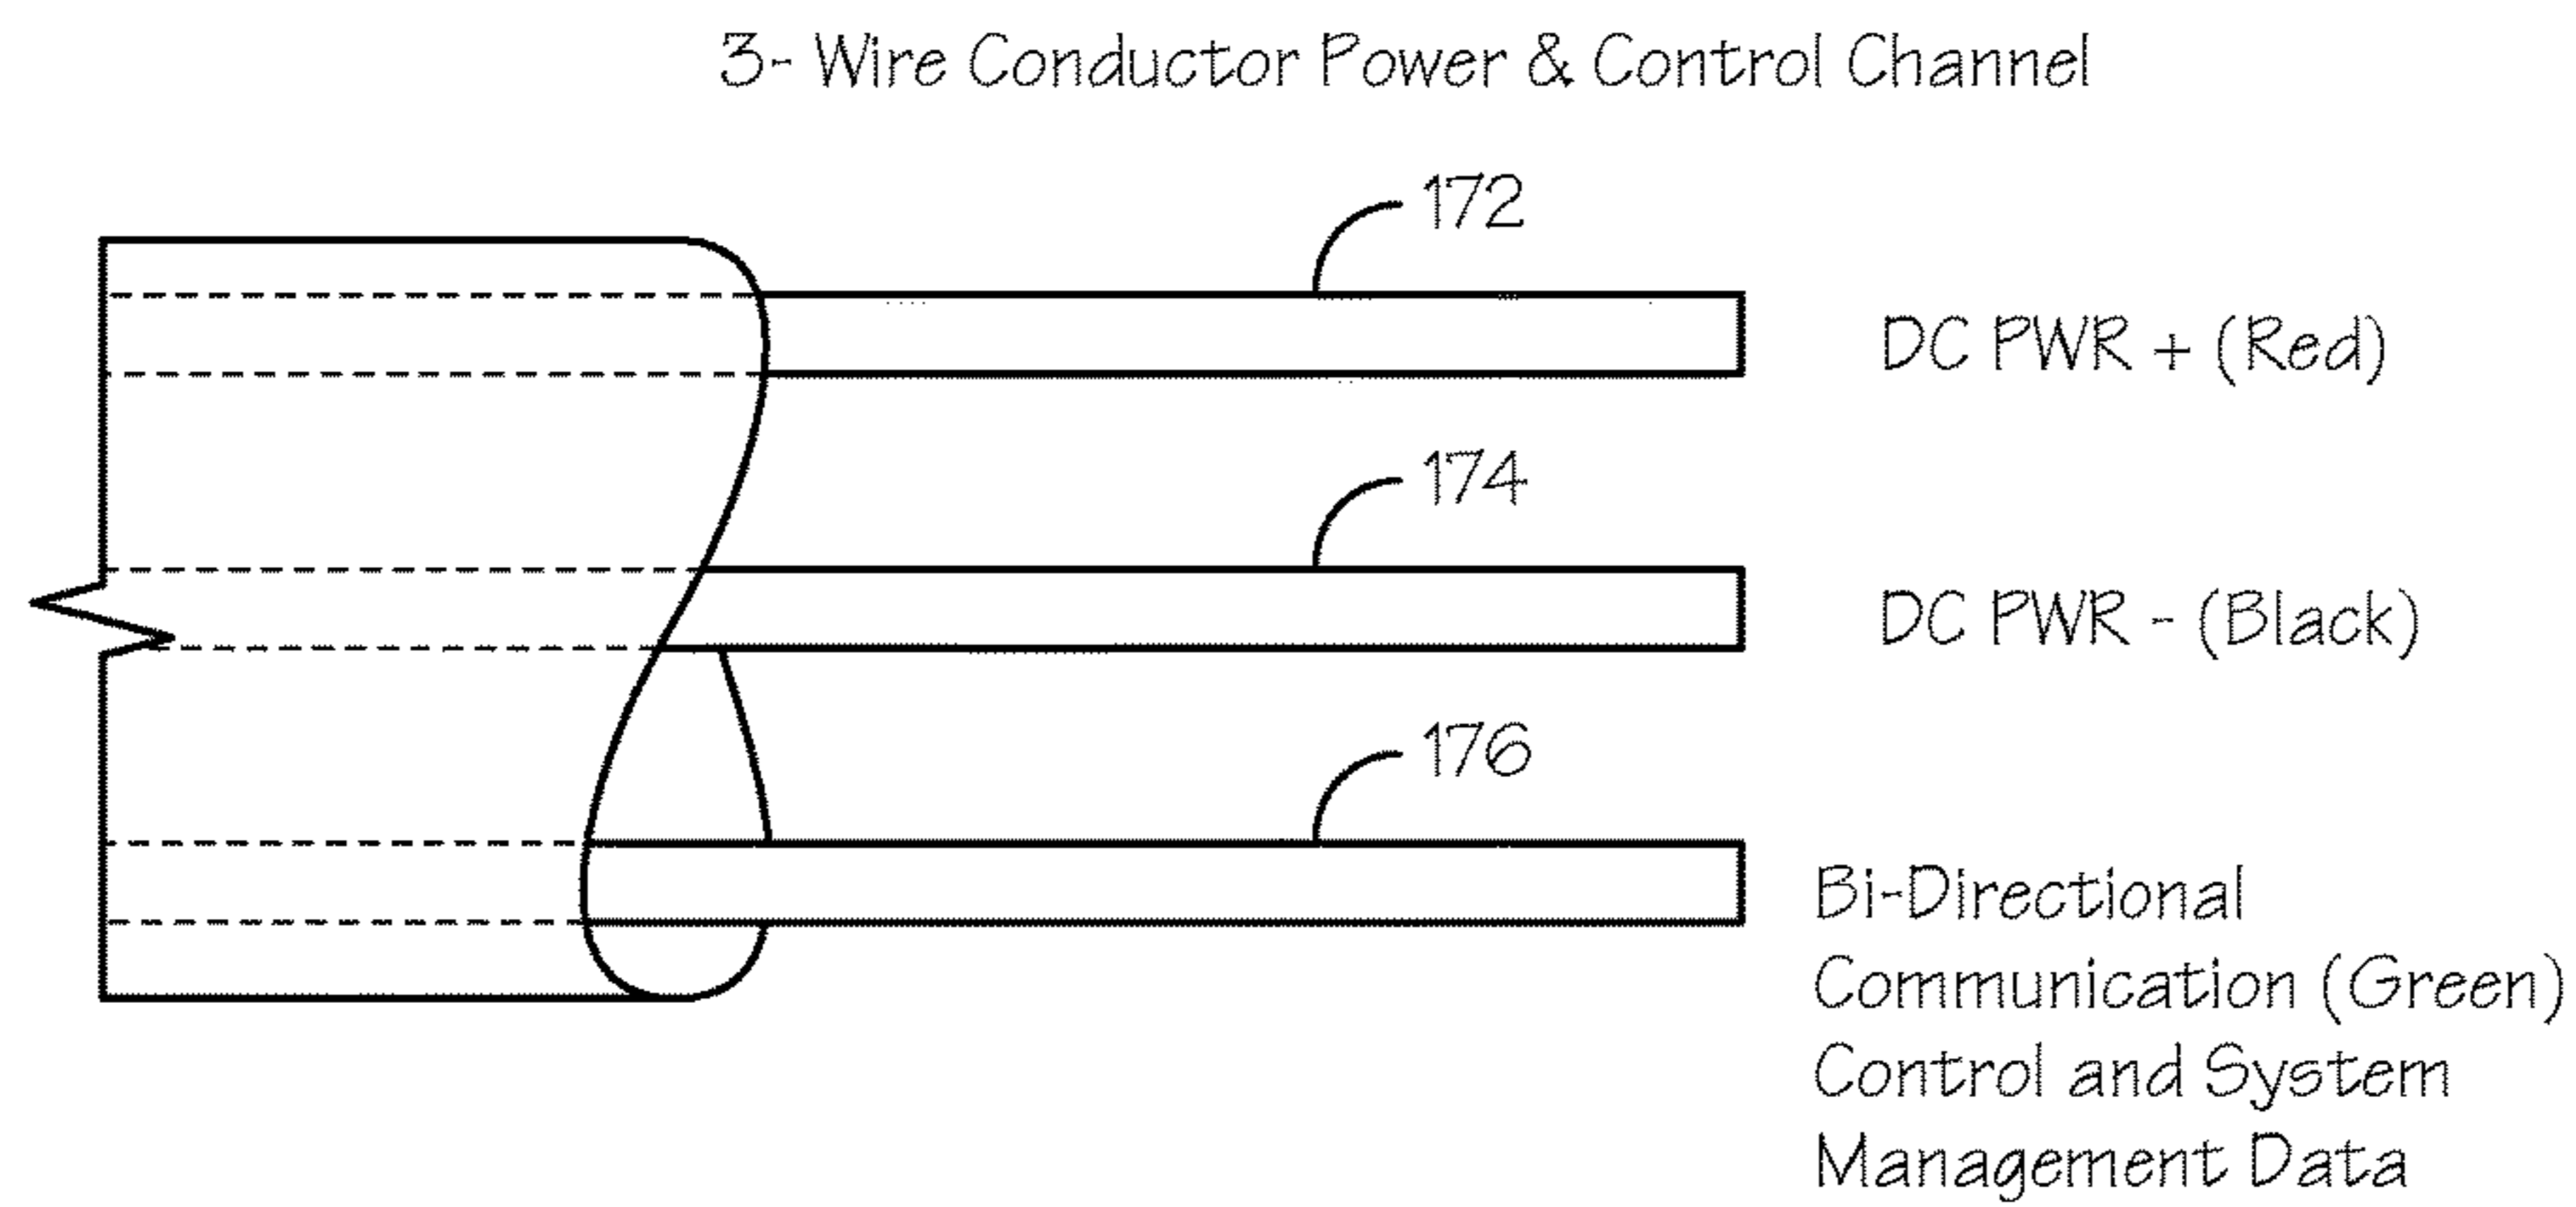 3- Wire Conductor Power & Control Channel
172
DC PWR + (Red)
174
DC PWR - (Black)
176
Bi-Directional
Communication (Green)
Control and System
Management Data